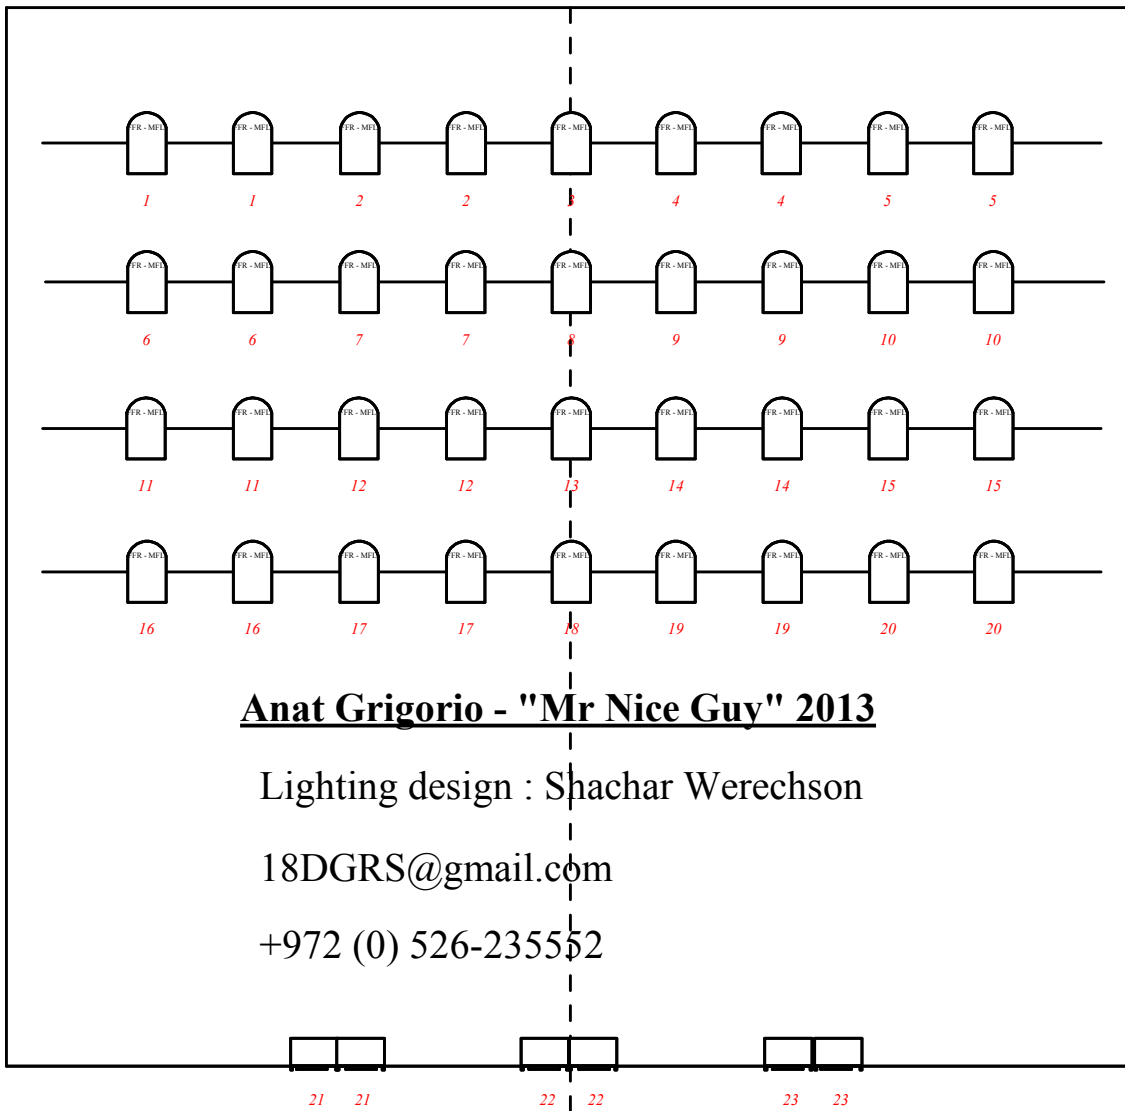 FR - MFL FR - MFL FR - MFL FR - MFL FR - MFL FR - MFL FR - MFL FR - MFL FR - MFL
1 1 2 2 3 4 4 5 5
FR - MFL FR - MFL FR - MFL FR - MFL FR - MFL FR - MFL FR - MFL FR - MFL FR - MFL
6 6 7 7 8 9 9 10 10
FR - MFL FR - MFL FR - MFL FR - MFL FR - MFL FR - MFL FR - MFL FR - MFL FR - MFL
11 11 12 12 13 14 14 15 15
FR - MFL FR - MFL FR - MFL FR - MFL FR - MFL FR - MFL FR - MFL FR - MFL FR - MFL
16 16 17 17 18 19 19 20 20
Anat Grigorio - "Mr Nice Guy" 2013
Lighting design : Shachar Werechson
18DGRS@gmail.com
+972 (0) 526-235552
21 21 22 22 23 23